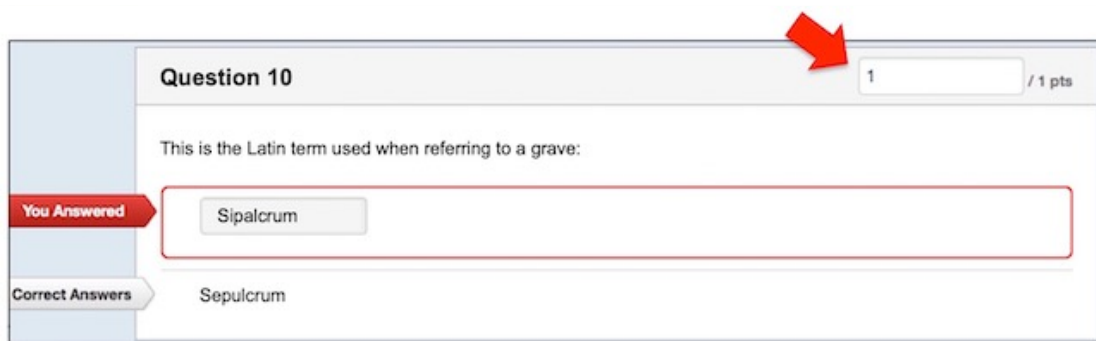 Question 10
1 / 1 pts
This is the Latin term used when referring to a grave:
You Answered Sipalcrum
Correct Answers Sepulcrum